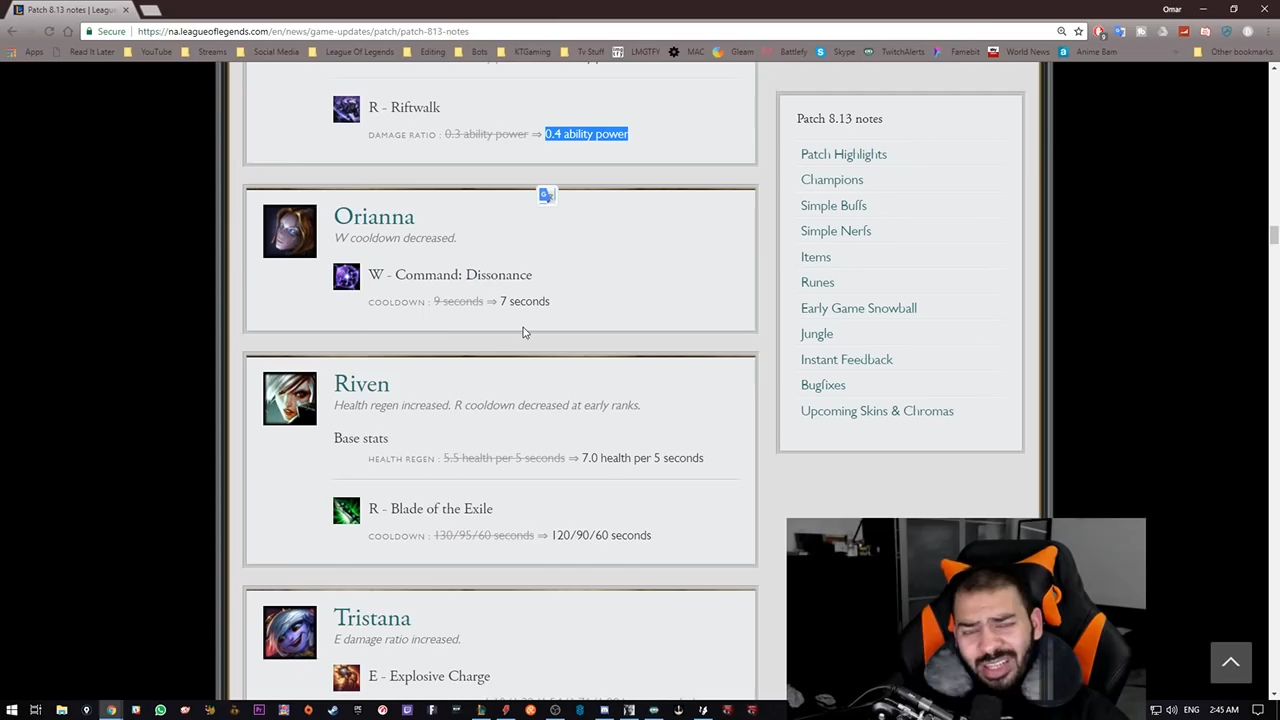 Patch 8.13 notes | Leagu
Omar
Secure
https://na.leagueoflegends.com/en/news/game-updates/patch/patch-813-notes
Apps
Read It Later
YouTube
Streams
Social Media
League Of Legends
Editing
Bots
KTGaming
Tv Stuff
LMGTFY
MAC
Gleam
Battlefy
Skype
TwitchAlerts
Famebit
World News
Anime Bam
Other bookmarks
R - Riftwalk
DAMAGE RATIO : 0.3 ability power ⇒ 0.4 ability power
Orianna
W cooldown decreased.
W - Command: Dissonance
COOLDOWN : 9 seconds ⇒ 7 seconds
Riven
Health regen increased. R cooldown decreased at early ranks.
Base stats
HEALTH REGEN : 5.5 health per 5 seconds ⇒ 7.0 health per 5 seconds
R - Blade of the Exile
COOLDOWN : 130/95/60 seconds ⇒ 120/90/60 seconds
Tristana
E damage ratio increased.
E - Explosive Charge
Patch 8.13 notes
Patch Highlights
Champions
Simple Buffs
Simple Nerfs
Items
Runes
Early Game Snowball
Jungle
Instant Feedback
Bugfixes
Upcoming Skins & Chromas
2:45 AM